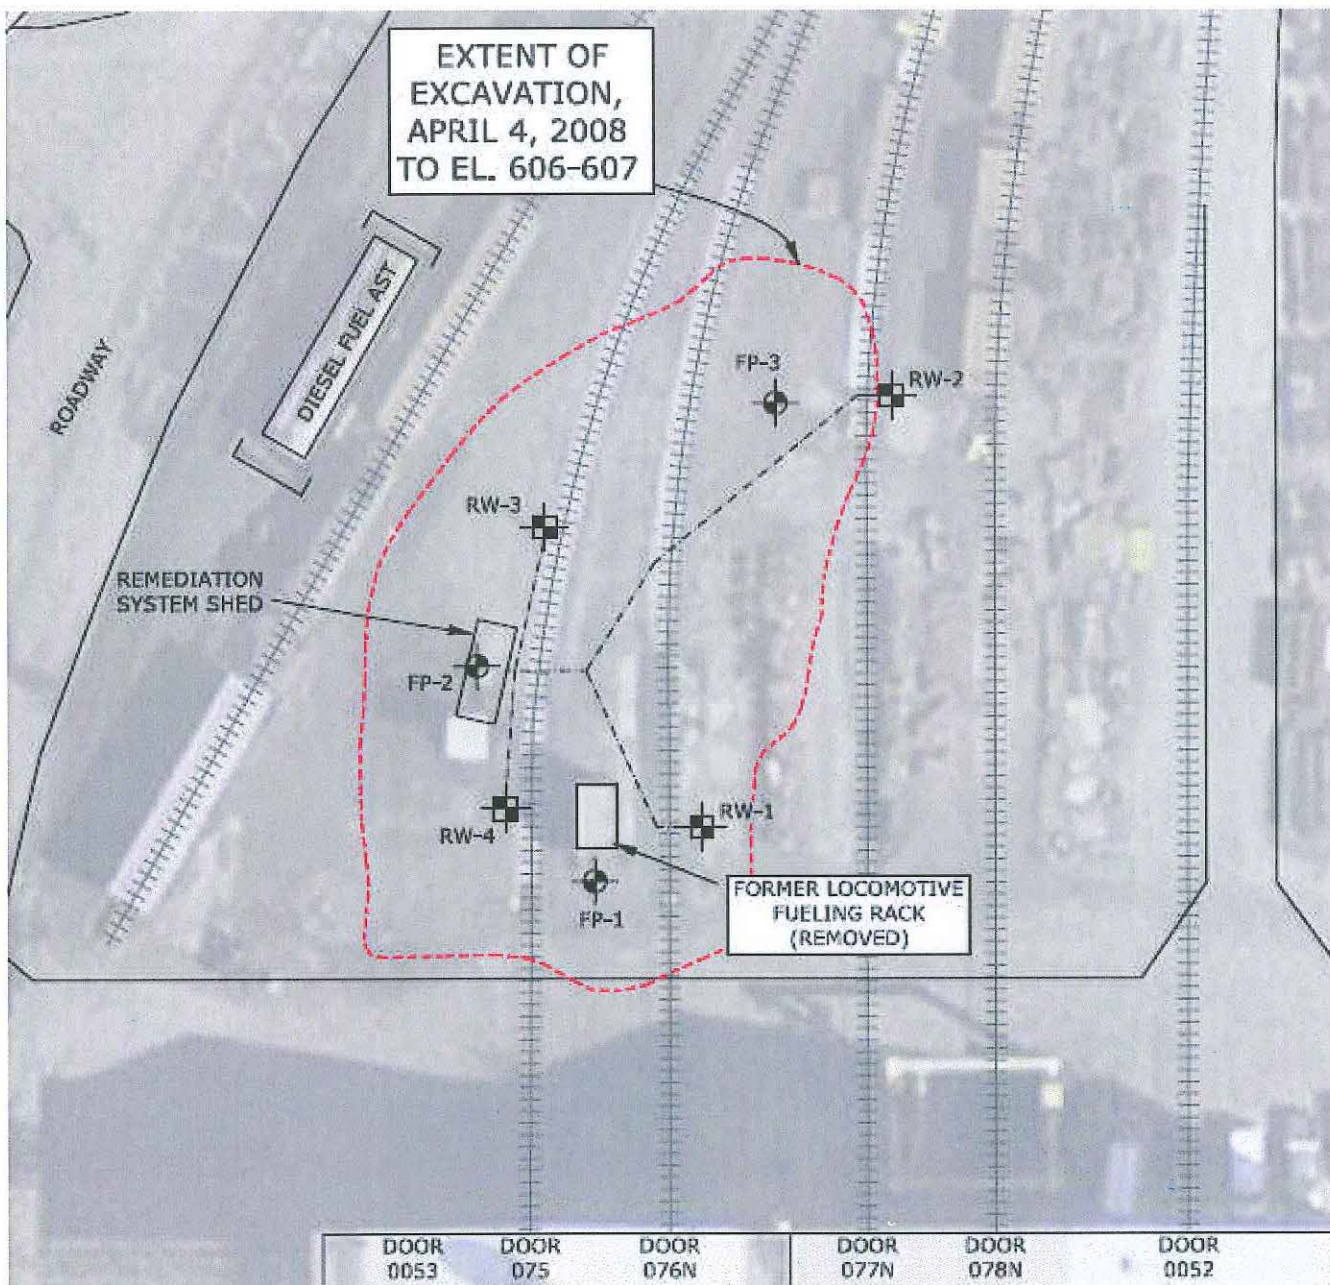 EXTENT OF
EXCAVATION,
APRIL 4, 2008
TO EL. 606-607
DIESEL FUEL AST
ROADWAY
FP-3
RW-2
RW-3
REMEDIATION
SYSTEM SHED
FP-2
RW-4
RW-1
FORMER LOCOMOTIVE
FUELING RACK
(REMOVED)
FP-1
DOOR
0053
DOOR
075
DOOR
076N
DOOR
077N
DOOR
078N
DOOR
0052